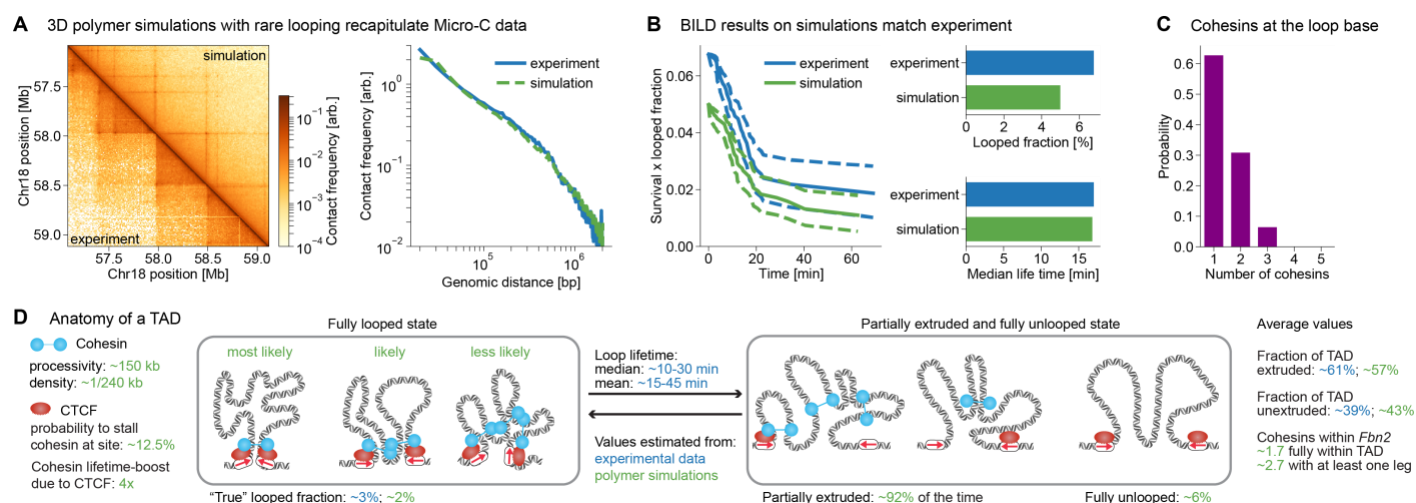 A 3D polymer simulations with rare looping recapitulate Micro-C data
simulation
experiment
57.5
58.0
58.5
59.0
Chr18 position [Mb]
57.5 58.0 58.5 59.0
Chr18 position [Mb]
10⁻¹
10⁻²
10⁻³
10⁻⁴
Contact frequency [arb.]
experiment
simulation
10⁰
10⁻¹
10⁻²
Contact frequency [arb.]
10⁵ 10⁶
Genomic distance [bp]
B BILD results on simulations match experiment
experiment
simulation
0.06
0.04
0.02
0.00
Survival x looped fraction
0 20 40 60
Time [min]
experiment
simulation
0 2 4 6
Looped fraction [%]
experiment
simulation
0 5 10 15
Median life time [min]
C Cohesins at the loop base
0.6
0.5
0.4
0.3
0.2
0.1
0.0
Probability
1 2 3 4 5
Number of cohesins
D Anatomy of a TAD
Cohesin
processivity: ~150 kb
density: ~1/240 kb
CTCF
probability to stall
cohesin at site: ~12.5%
Cohesin lifetime-boost
due to CTCF: 4x
Fully looped state
most likely
likely
less likely
"True" looped fraction: ~3%; ~2%
Loop lifetime:
median: ~10-30 min
mean: ~15-45 min
Values estimated from:
experimental data
polymer simulations
Partially extruded and fully unlooped state
Partially extruded: ~92% of the time
Fully unlooped: ~6%
Average values
Fraction of TAD
extruded: ~61%; ~57%
Fraction of TAD
unextruded: ~39%; ~43%
Cohesins within Fbn2
~1.7 fully within TAD
~2.7 with at least one leg